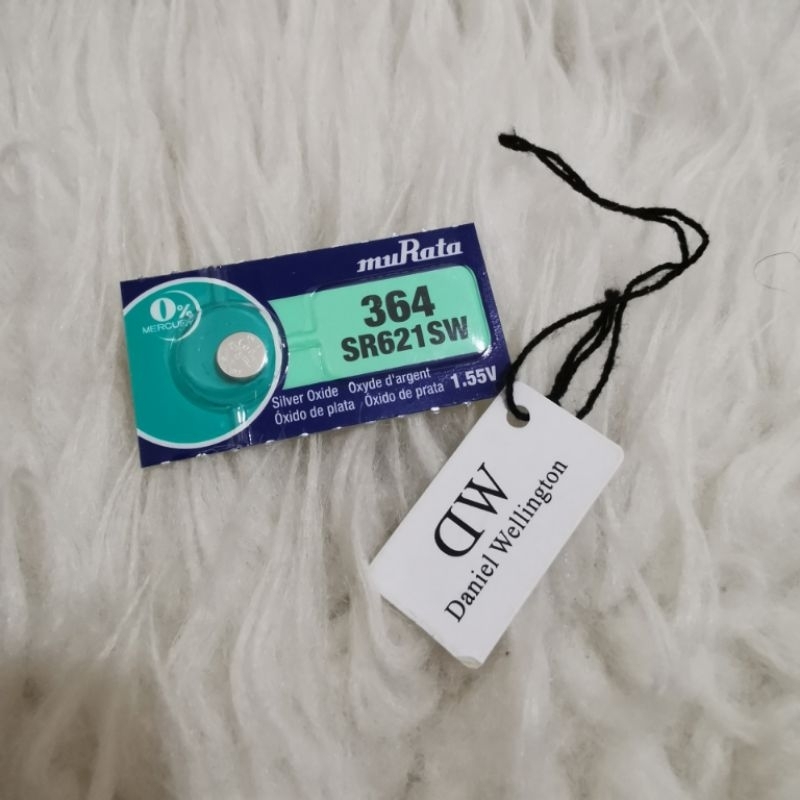 muRata
0%
MERCURY
364
SR621SW
Silver Oxide Oxyde d'argent
Óxido de plata Óxido de prata 1.55V
DW
Daniel Wellington